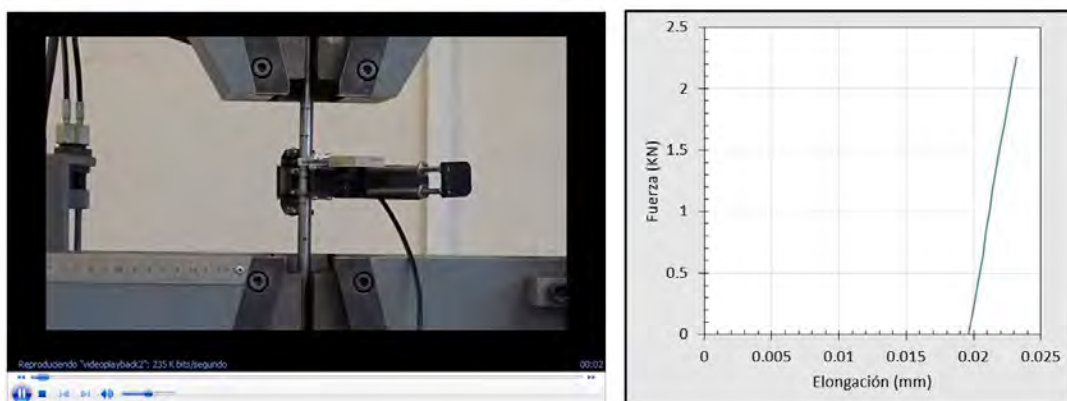 Reproduciendo "videoplayback2": 235 K bits/segundo
00:02
2.5
2
1.5
1
0.5
0
Fuerza (KN)
0 0.005 0.01 0.015 0.02 0.025
Elongación (mm)